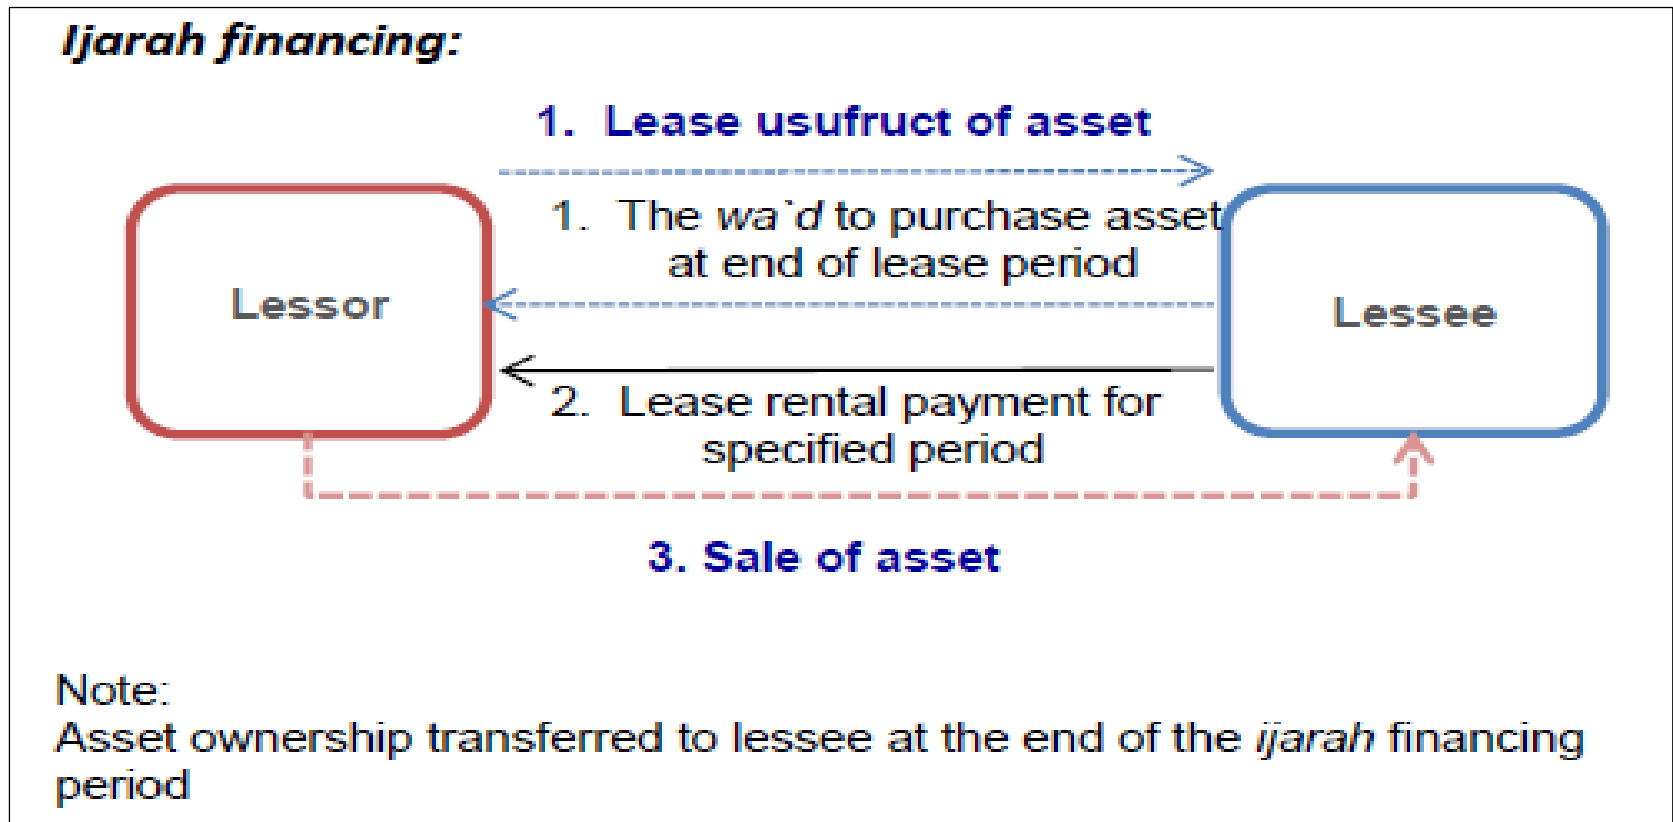 Ijarah financing:
1. Lease usufruct of asset
1. The wa`d to purchase asset
at end of lease period
Lessor
Lessee
2. Lease rental payment for
specified period
3. Sale of asset
Note:
Asset ownership transferred to lessee at the end of the ijarah financing
period